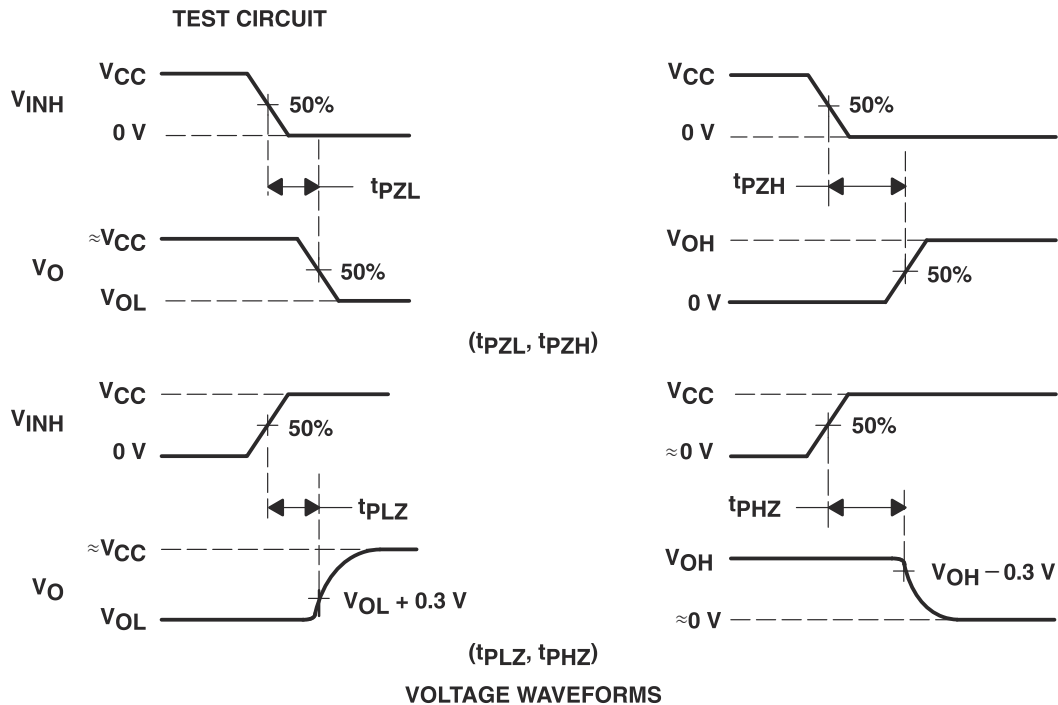 TEST CIRCUIT
VCC
VINH
50%
0 V
tPZL
≈VCC
VO
50%
VOL
VCC
50%
0 V
tPZH
VOH
50%
0 V
(tPZL, tPZH)
VCC
VINH
50%
0 V
tPLZ
≈VCC
VO
VOL + 0.3 V
VOL
VCC
50%
≈0 V
tPHZ
VOH
VOH – 0.3 V
≈0 V
(tPLZ, tPHZ)
VOLTAGE WAVEFORMS